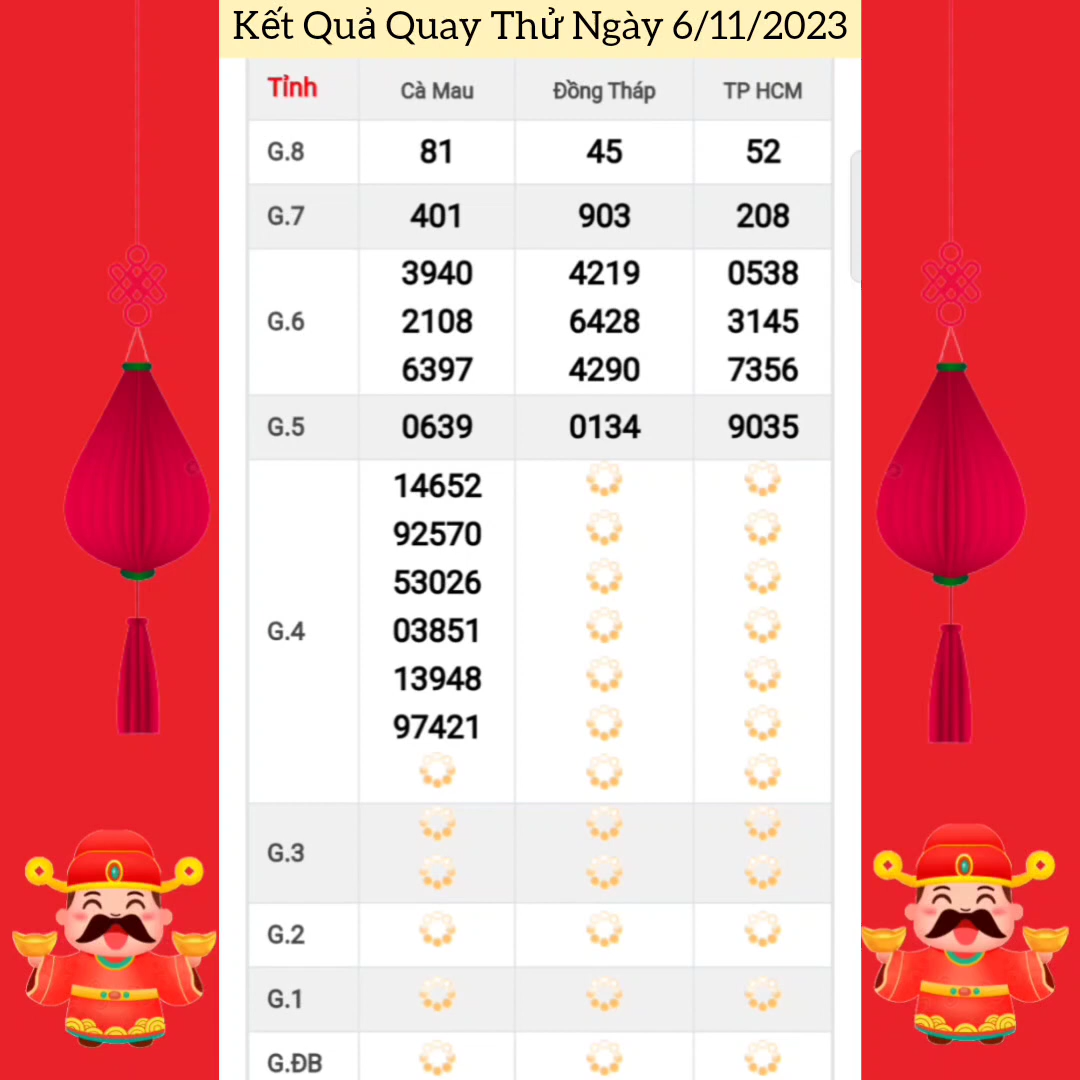 Kết Quả Quay Thử Ngày 6/11/2023
Tỉnh Cà Mau Đồng Tháp TP HCM
G.8 81 45 52
G.7 401 903 208
3940 4219 0538
G.6 2108 6428 3145
6397 4290 7356
G.5 0639 0134 9035
14652
92570
53026
G.4 03851
13948
97421
G.3
G.2
G.1
G.ĐB